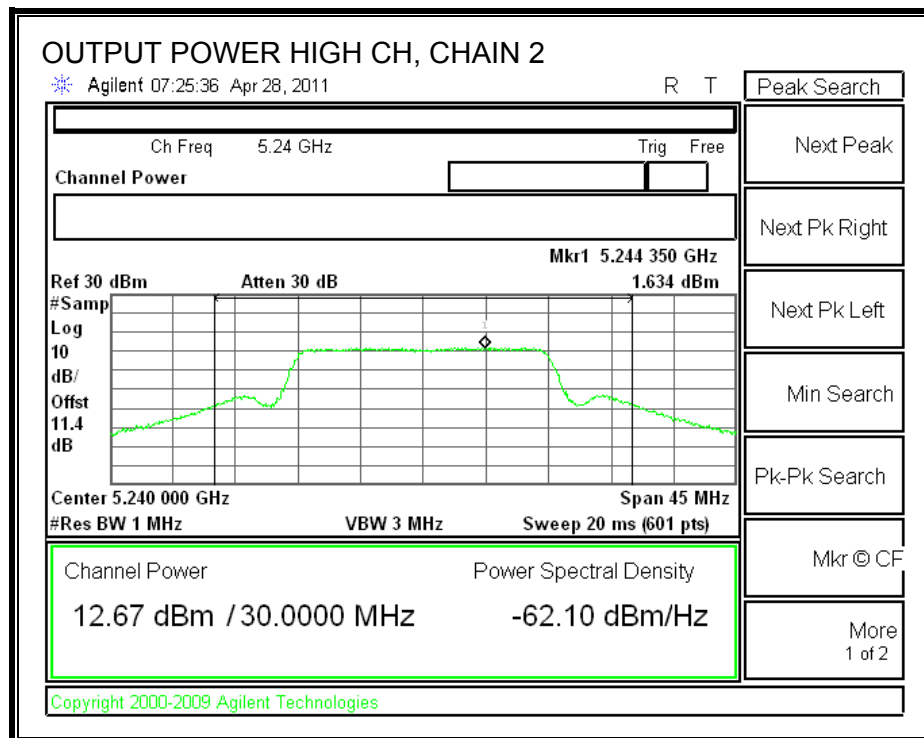 OUTPUT POWER HIGH CH, CHAIN 2
Agilent 07:25:36 Apr 28, 2011 R T
Peak Search
Ch Freq 5.24 GHz Trig Free
Channel Power
Next Peak
Next Pk Right
Mkr1 5.244 350 GHz
Ref 30 dBm Atten 30 dB 1.634 dBm
#Samp
Log
10
dB/
Offst
11.4
dB
1
Next Pk Left
Min Search
Pk-Pk Search
Center 5.240 000 GHz Span 45 MHz
#Res BW 1 MHz VBW 3 MHz Sweep 20 ms (601 pts)
Channel Power Power Spectral Density
12.67 dBm / 30.0000 MHz -62.10 dBm/Hz
Mkr © CF
More
1 of 2
Copyright 2000-2009 Agilent Technologies